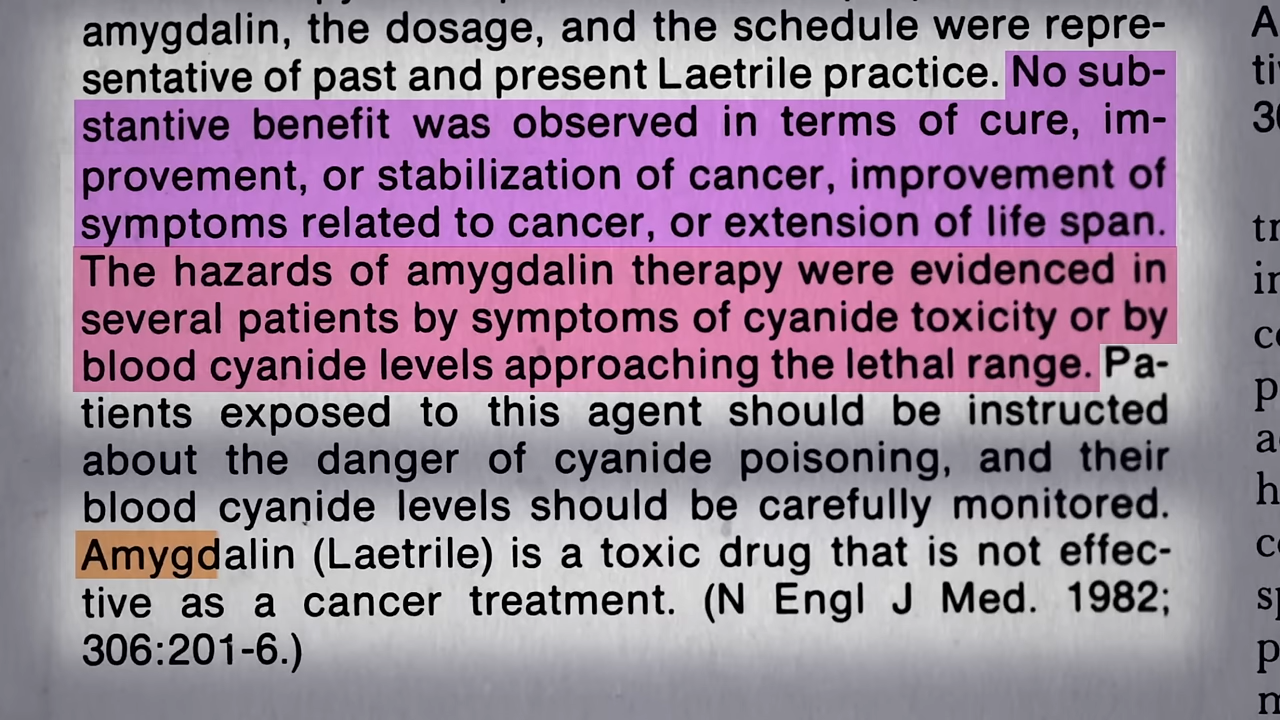 amygdalin, the dosage, and the schedule were repre-
sentative of past and present Laetrile practice. No sub-
stantive benefit was observed in terms of cure, im-
provement, or stabilization of cancer, improvement of
symptoms related to cancer, or extension of life span.
The hazards of amygdalin therapy were evidenced in
several patients by symptoms of cyanide toxicity or by
blood cyanide levels approaching the lethal range. Pa-
tients exposed to this agent should be instructed
about the danger of cyanide poisoning, and their
blood cyanide levels should be carefully monitored.
Amygdalin (Laetrile) is a toxic drug that is not effec-
tive as a cancer treatment. (N Engl J Med. 1982;
306:201-6.)